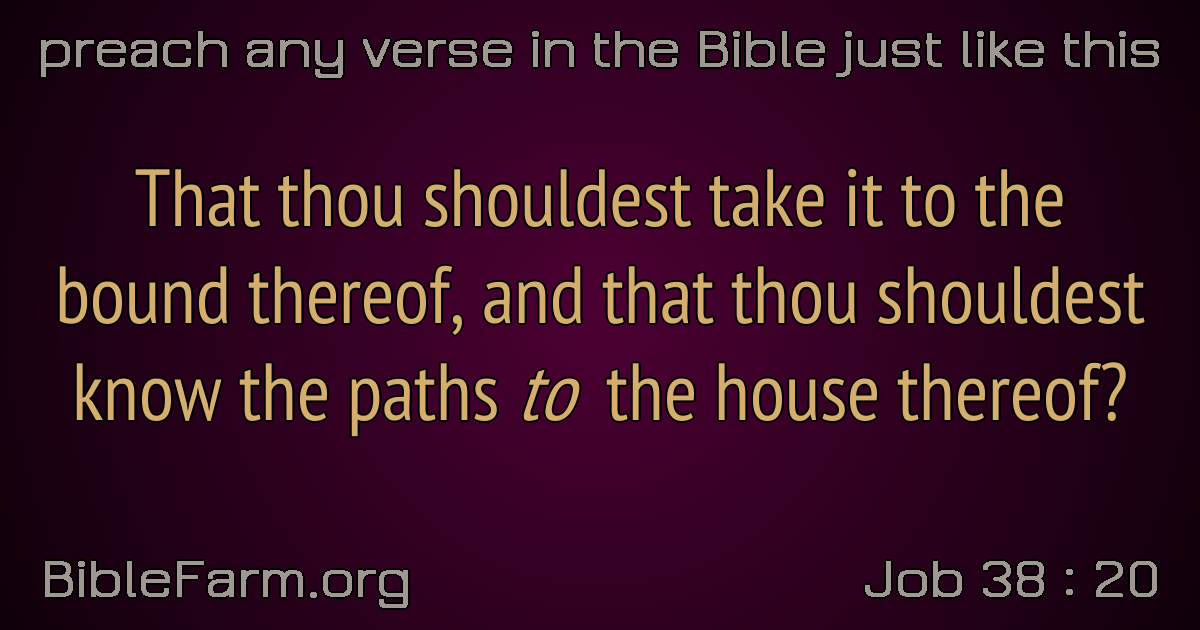 preach any verse in the Bible just like this
That thou shouldest take it to the
bound thereof, and that thou shouldest
know the paths to the house thereof?
BibleFarm.org
Job 38 : 20